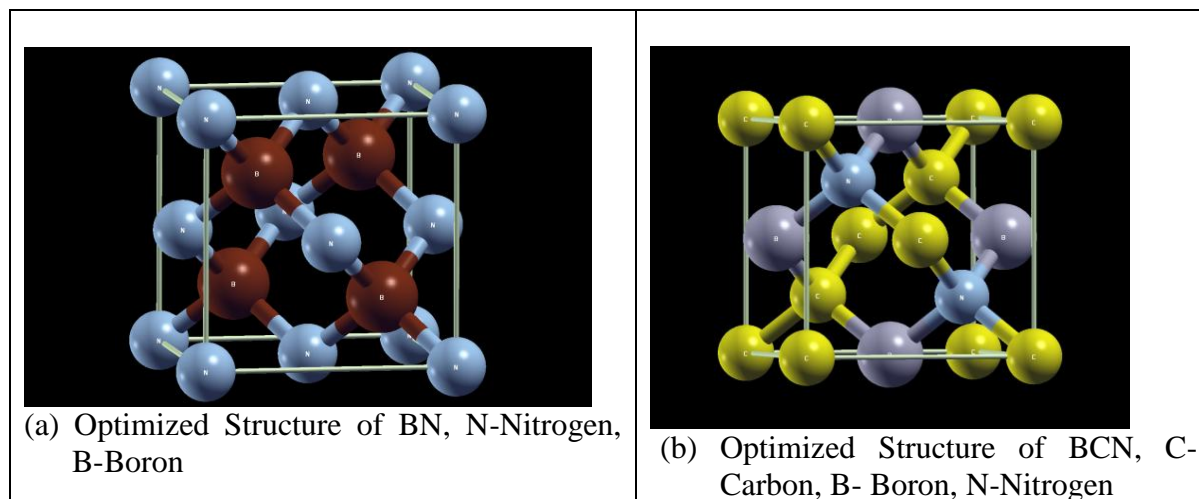 N
N
N
N
N
B
B
N
N
N
B
B
N
N
N
N
N
(a) Optimized Structure of BN, N-Nitrogen,
B-Boron
C
C
C
C
N
C
B
C
C
B
C
N
C
C
C
C
(b) Optimized Structure of BCN, C-
Carbon, B- Boron, N-Nitrogen